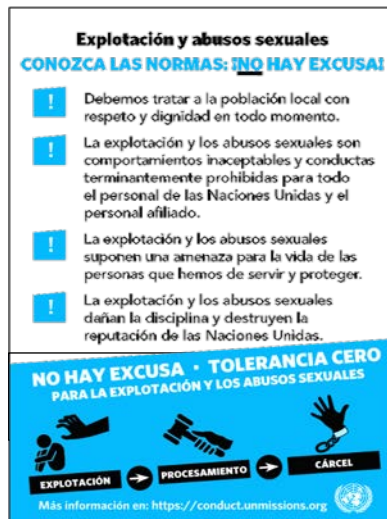 Explotación y abusos sexuales
CONOZCA LAS NORMAS: ¡NO HAY EXCUSA!
! Debemos tratar a la población local con
respeto y dignidad en todo momento.
! La explotación y los abusos sexuales son
comportamientos inaceptables y conductas
terminantemente prohibidas para todo
el personal de las Naciones Unidas y el
personal afiliado.
! La explotación y los abusos sexuales
suponen una amenaza para la vida de las
personas que hemos de servir y proteger.
! La explotación y los abusos sexuales
dañan la disciplina y destruyen la
reputación de las Naciones Unidas.
NO HAY EXCUSA · TOLERANCIA CERO
PARA LA EXPLOTACIÓN Y LOS ABUSOS SEXUALES
EXPLOTACIÓN PROCESAMIENTO CÁRCEL
Más información en: https://conduct.unmissions.org